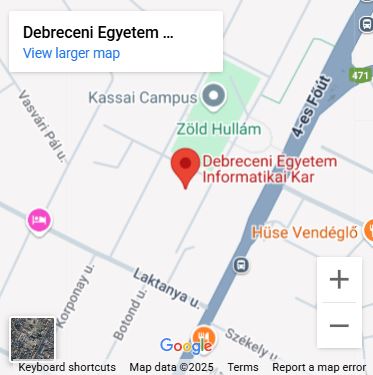 Debreceni Egyetem ...
View larger map
471
Vasvári Pál u.
Kassai Campus
Zöld Hullám
4-es Főút
Debreceni Egyetem
Informatikai Kar
Hüse Vendéglő
Laktanya u.
Korponay u.
Botond u.
Google
Székely u.
Keyboard shortcuts
Map data ©2025
Terms
Report a map error